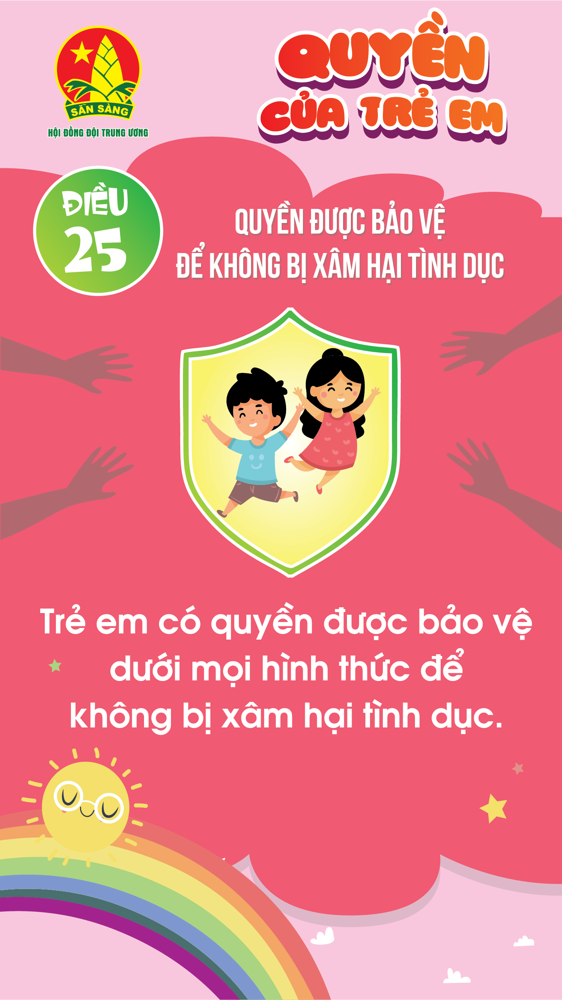 SẴN SÀNG
HỘI ĐỒNG ĐỘI TRUNG ƯƠNG
QUYỀN
CỦA TRẺ EM
ĐIỀU
25
QUYỀN ĐƯỢC BẢO VỆ
ĐỂ KHÔNG BỊ XÂM HẠI TÌNH DỤC
Trẻ em có quyền được bảo vệ
dưới mọi hình thức để
không bị xâm hại tình dục.